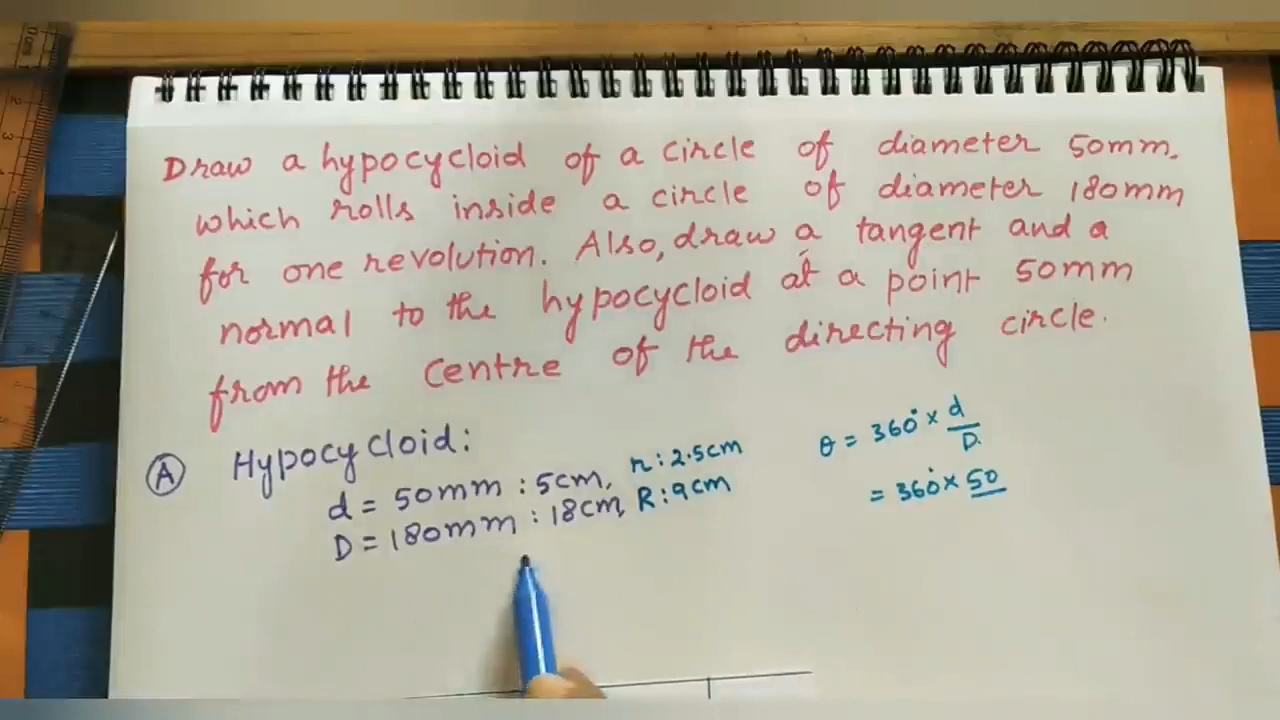 Draw a hypocycloid of a circle of diameter 50mm.
which rolls inside a circle of diameter 180mm
for one revolution. Also, draw a tangent and a
normal to the hypocycloid at a point 50mm
from the centre of the directing circle.
A Hypocycloid:
d = 50mm : 5cm, r : 2.5cm
D = 180mm : 18cm, R : 9cm
θ = 360° × d/D.
= 360° × 50